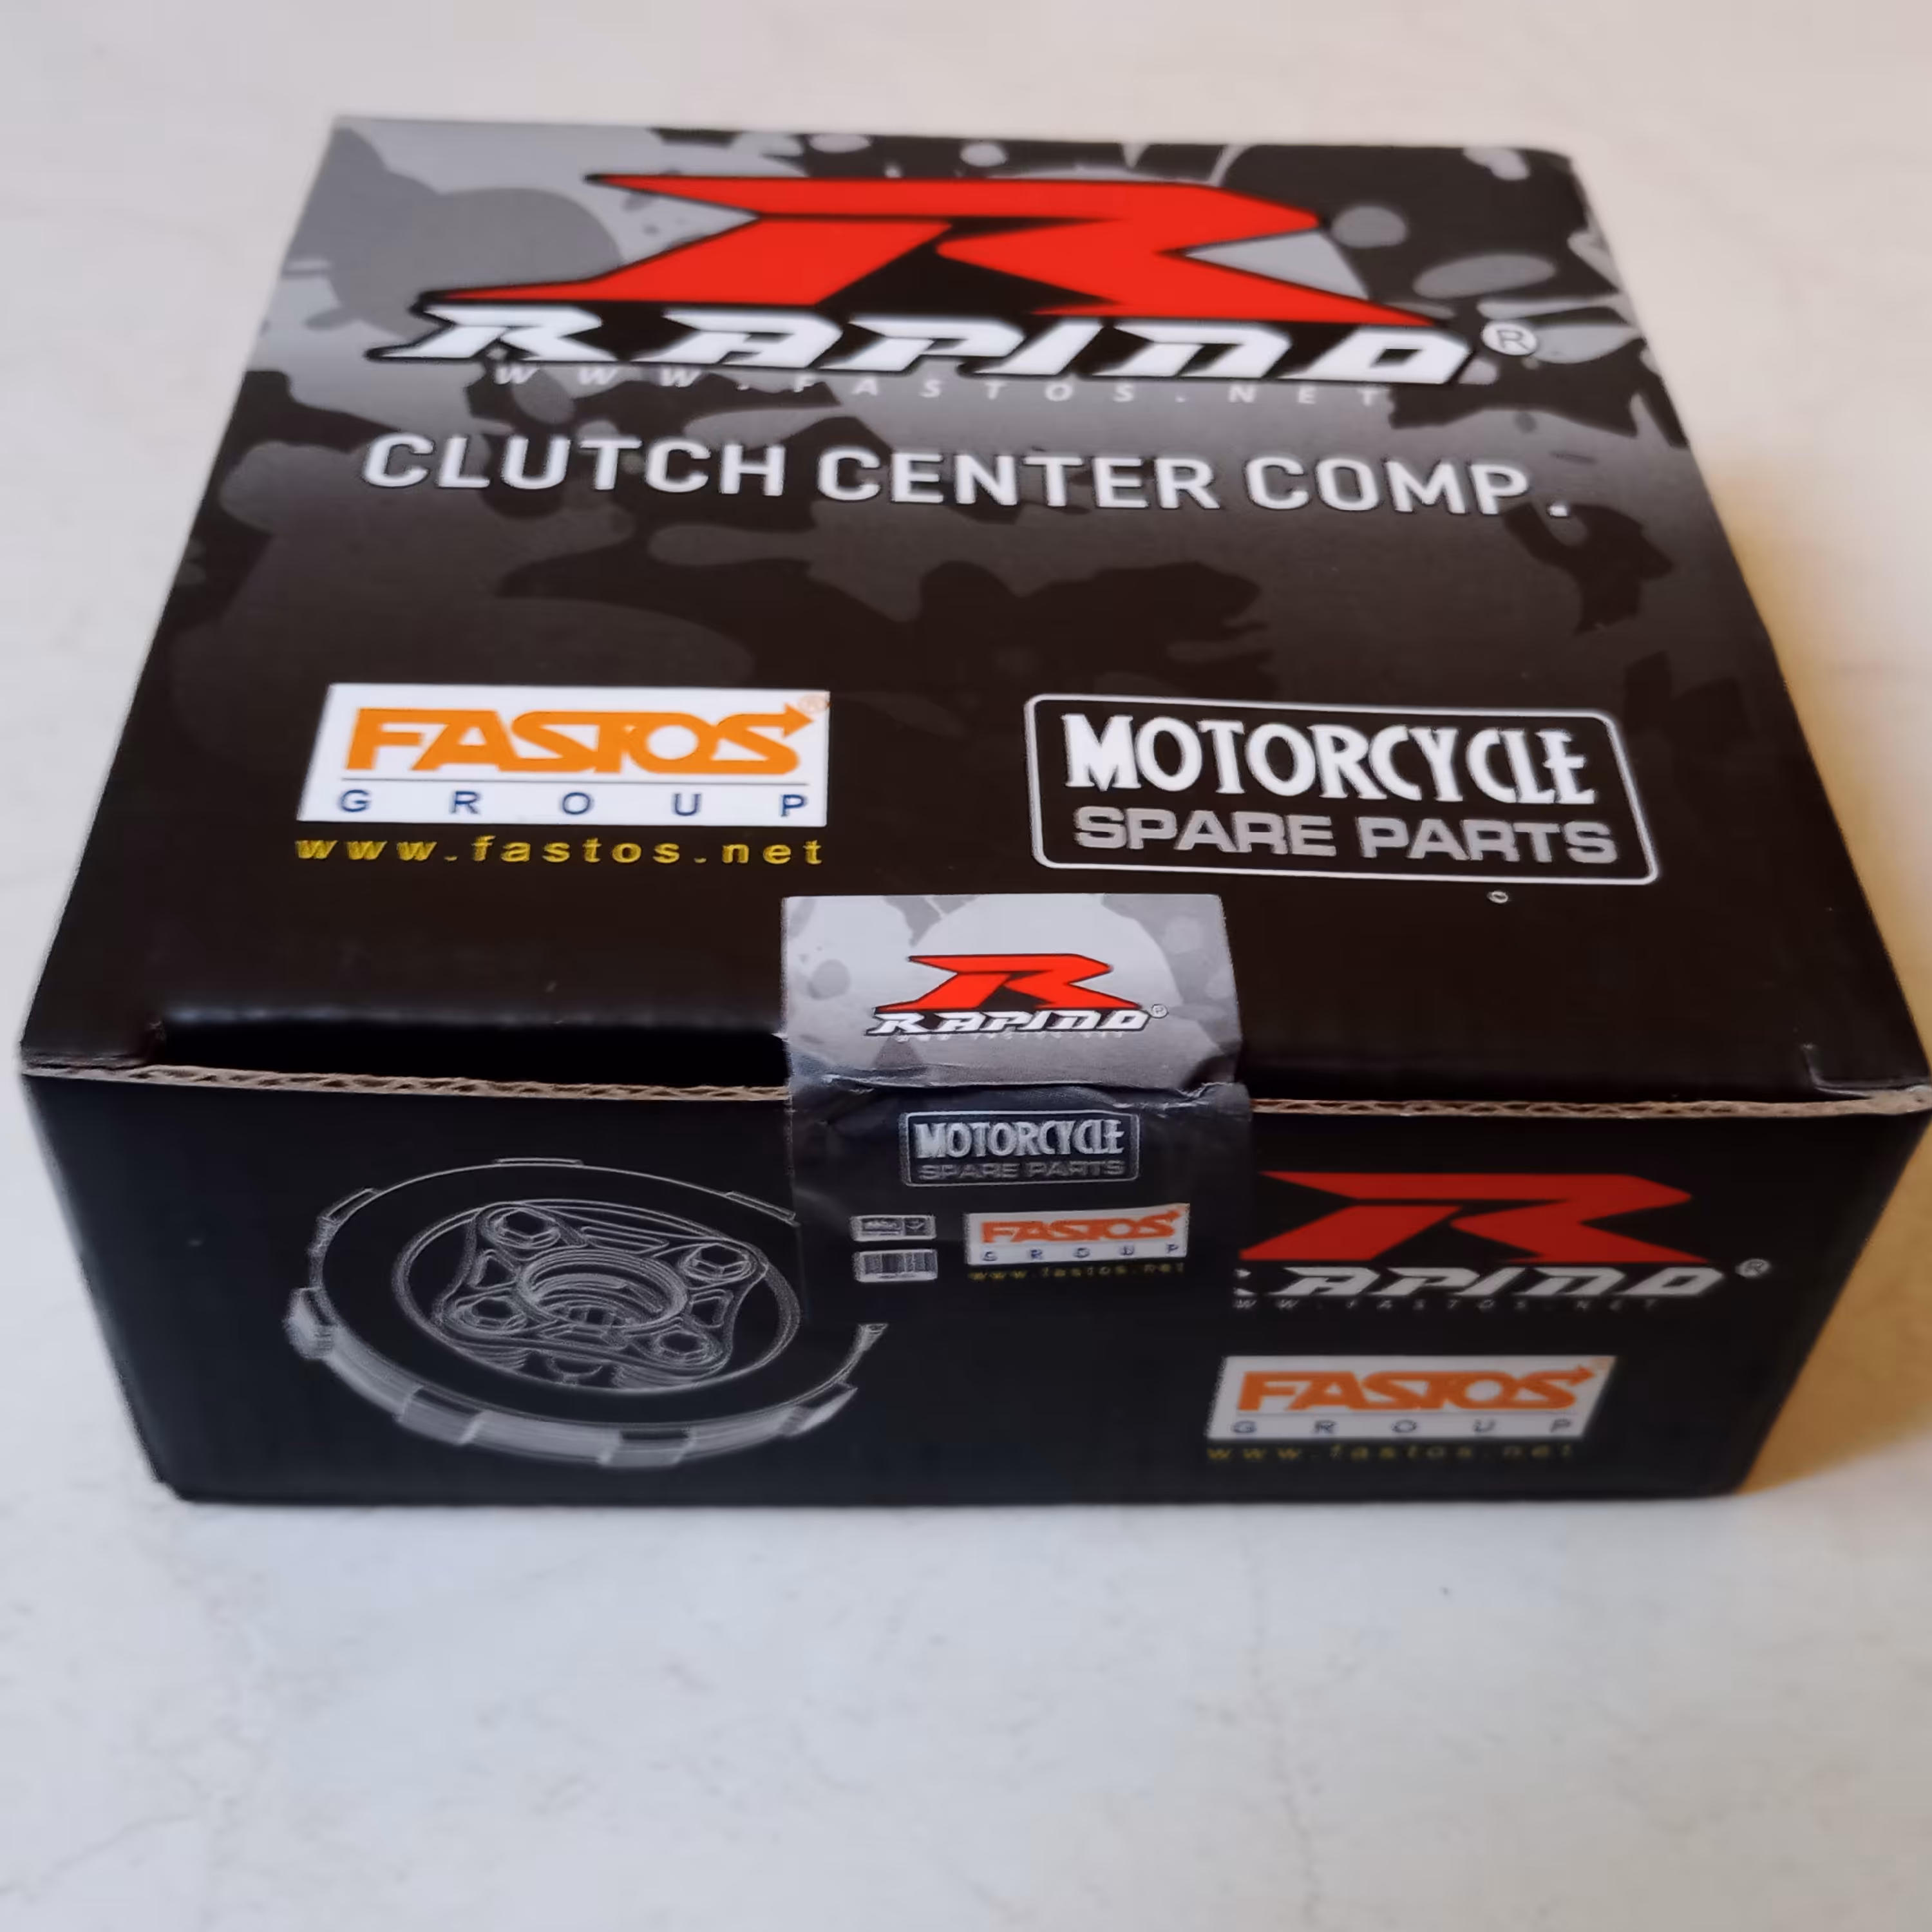 RAPIDO®
WWW.FASTOS.NET
CLUTCH CENTER COMP.
FASTOS®
GROUP
www.fastos.net
MOTORCYCLE
SPARE PARTS
R
RAPIDO®
MOTORCYCLE
SPARE PARTS
FASTOS
GROUP
www.fastos.net
RAPIDO®
WW.FASTOS.NET
FASTOS
GROUP
www.fastos.net